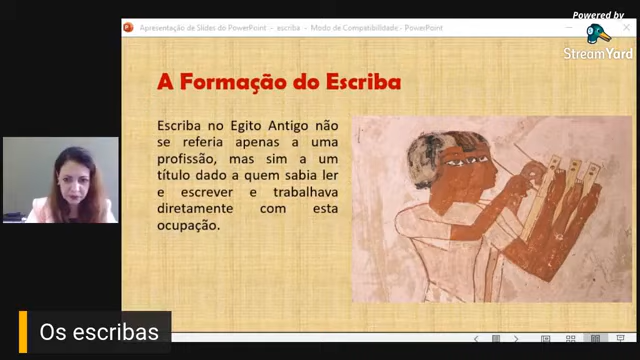 Powered by
StreamYard
Apresentação de Slides do PowerPoint - escriba - Modo de Compatibilidade - PowerPoint
A Formação do Escriba
Escriba no Egito Antigo não
se referia apenas a uma
profissão, mas sim a um
título dado a quem sabia ler
e escrever e trabalhava
diretamente com esta
ocupação.
Os escribas